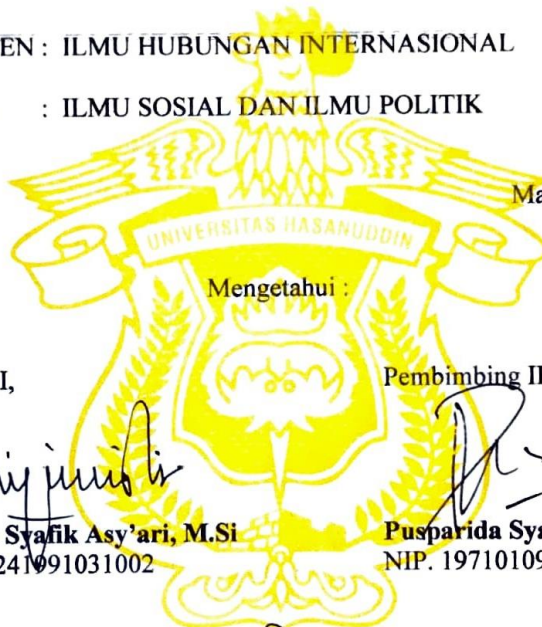 EN : ILMU HUBUNGAN INTERNASIONAL
: ILMU SOSIAL DAN ILMU POLITIK
Ma
UNIVERSITAS HASANUDDIN
Mengetahui :
I,
Pembimbing II
Syafik Asy'ari, M.Si
Pusparida Sya
241991031002
NIP. 19710109